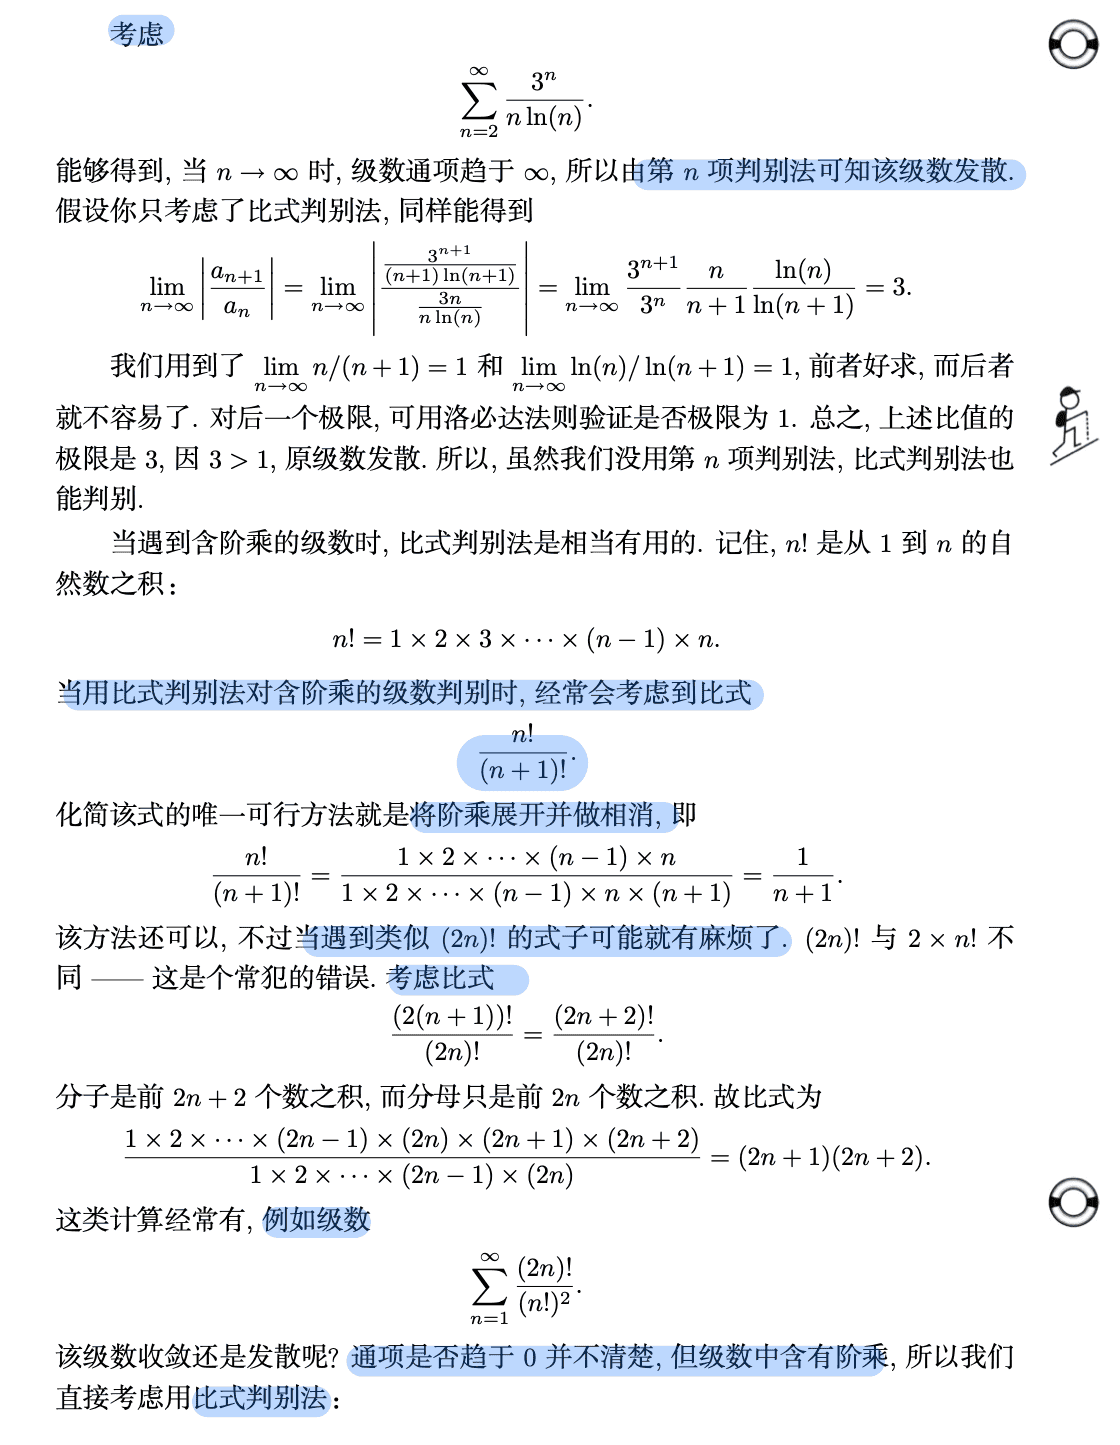 考虑
$$\sum_{n=2}^{\infty} \frac{3^n}{n\ln(n)}.$$
能够得到, 当 n → ∞ 时, 级数通项趋于 ∞, 所以由第 n 项判别法可知该级数发散.
假设你只考虑了比式判别法, 同样能得到
$$\lim_{n\to\infty} \left|\frac{a_{n+1}}{a_n}\right| = \lim_{n\to\infty} \left|\frac{\frac{3^{n+1}}{(n+1)\ln(n+1)}}{\frac{3n}{n\ln(n)}}\right| = \lim_{n\to\infty} \frac{3^{n+1}}{3^n} \frac{n}{n+1} \frac{\ln(n)}{\ln(n+1)} = 3.$$
我们用到了 $\lim_{n\to\infty} n/(n+1) = 1$ 和 $\lim_{n\to\infty} \ln(n)/\ln(n+1) = 1$, 前者好求, 而后者
就不容易了. 对后一个极限, 可用洛必达法则验证是否极限为 1. 总之, 上述比值的
极限是 3, 因 3 > 1, 原级数发散. 所以, 虽然我们没用第 n 项判别法, 比式判别法也
能判别.
当遇到含阶乘的级数时, 比式判别法是相当有用的. 记住, n! 是从 1 到 n 的自
然数之积：
$$n! = 1 \times 2 \times 3 \times \cdots \times (n-1) \times n.$$
当用比式判别法对含阶乘的级数判别时, 经常会考虑到比式
$$\frac{n!}{(n+1)!}.$$
化简该式的唯一可行方法就是将阶乘展开并做相消, 即
$$\frac{n!}{(n+1)!} = \frac{1 \times 2 \times \cdots \times (n-1) \times n}{1 \times 2 \times \cdots \times (n-1) \times n \times (n+1)} = \frac{1}{n+1}.$$
该方法还可以, 不过当遇到类似 (2n)! 的式子可能就有麻烦了. (2n)! 与 2 × n! 不
同 —— 这是个常犯的错误. 考虑比式
$$\frac{(2(n+1))!}{(2n)!} = \frac{(2n+2)!}{(2n)!}.$$
分子是前 2n + 2 个数之积, 而分母只是前 2n 个数之积. 故比式为
$$\frac{1 \times 2 \times \cdots \times (2n-1) \times (2n) \times (2n+1) \times (2n+2)}{1 \times 2 \times \cdots \times (2n-1) \times (2n)} = (2n+1)(2n+2).$$
这类计算经常有, 例如级数
$$\sum_{n=1}^{\infty} \frac{(2n)!}{(n!)^2}.$$
该级数收敛还是发散呢? 通项是否趋于 0 并不清楚, 但级数中含有阶乘, 所以我们
直接考虑用比式判别法：